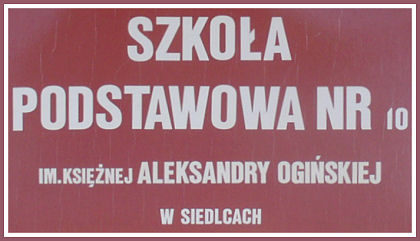 SZKOŁA
PODSTAWOWA NR 10
IM.KSIĘŻNEJ ALEKSANDRY OGIŃSKIEJ
W SIEDLCACH